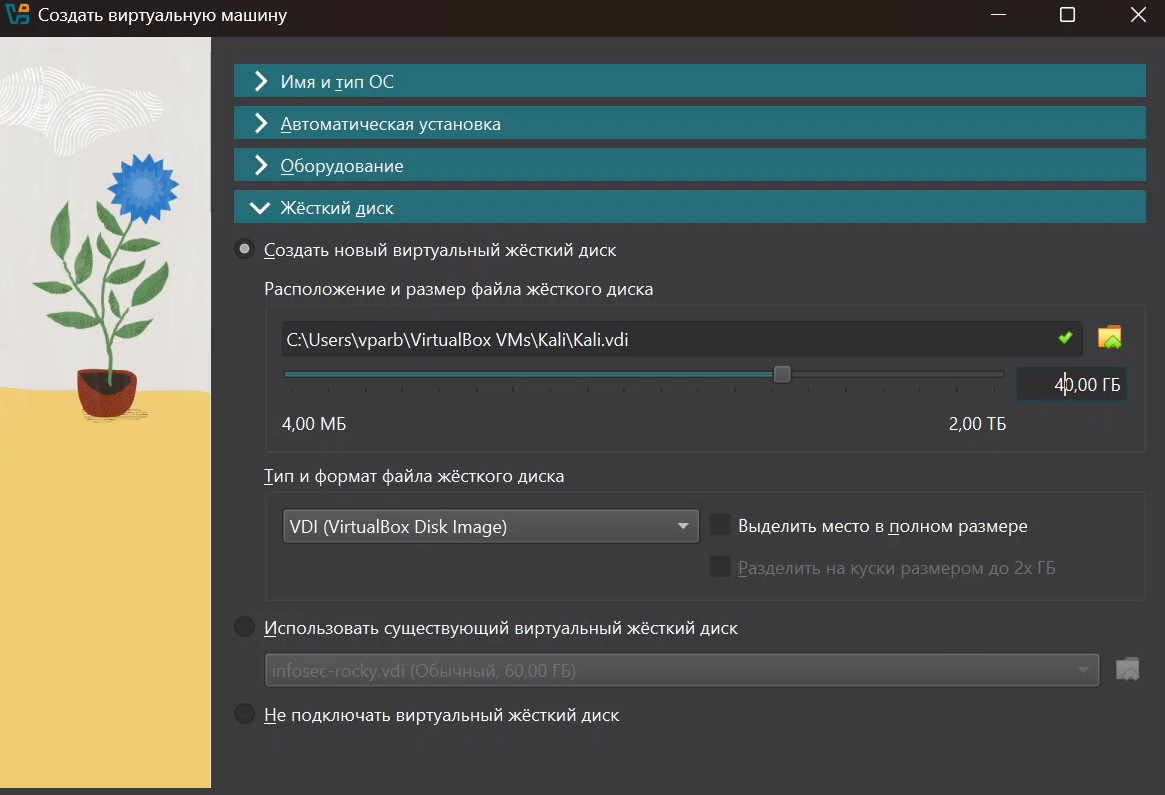 Создать виртуальную машину
Имя и тип ОС
Автоматическая установка
Оборудование
Жёсткий диск
Создать новый виртуальный жёсткий диск
Расположение и размер файла жёсткого диска
C:\Users\vparb\VirtualBox VMs\Kali\Kali.vdi
40,00 ГБ
4,00 МБ 2,00 ТБ
Тип и формат файла жёсткого диска
VDI (VirtualBox Disk Image) Выделить место в полном размере
Разделить на куски размером до 2х ГБ
Использовать существующий виртуальный жёсткий диск
infosec-rocky.vdi (Обычный, 60,00 ГБ)
Не подключать виртуальный жёсткий диск